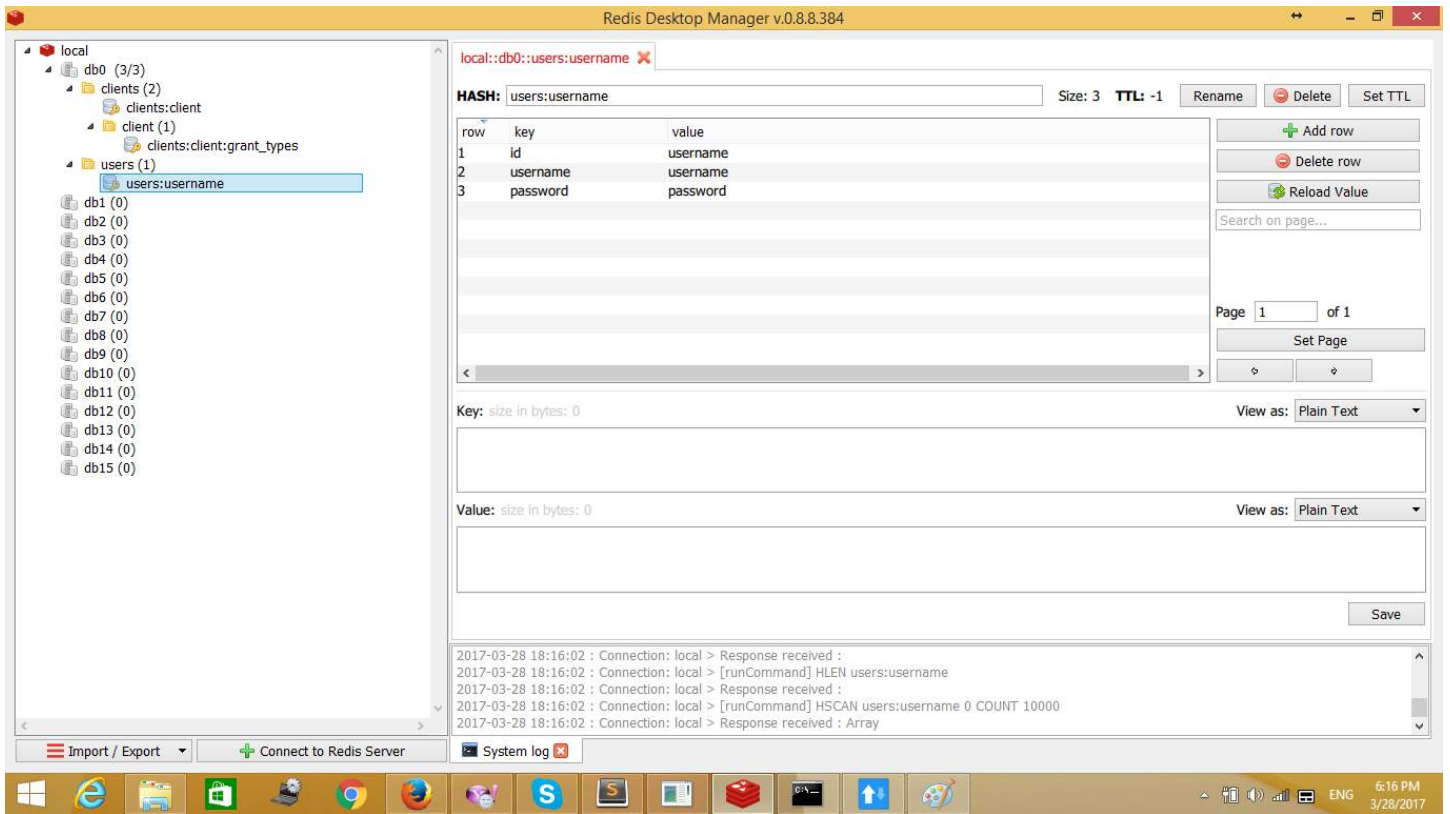 Redis Desktop Manager v.0.8.8.384
local
db0 (3/3)
clients (2)
clients:client
client (1)
clients:client:grant_types
users (1)
users:username
db1 (0)
db2 (0)
db3 (0)
db4 (0)
db5 (0)
db6 (0)
db7 (0)
db8 (0)
db9 (0)
db10 (0)
db11 (0)
db12 (0)
db13 (0)
db14 (0)
db15 (0)
Import / Export
Connect to Redis Server
local::db0::users:username
HASH: users:username Size: 3 TTL: -1 Rename Delete Set TTL
row key value
1 id username
2 username username
3 password password
Add row
Delete row
Reload Value
Search on page...
Page 1 of 1
Set Page
Key: size in bytes: 0 View as: Plain Text
Value: size in bytes: 0 View as: Plain Text
Save
2017-03-28 18:16:02 : Connection: local > Response received :
2017-03-28 18:16:02 : Connection: local > [runCommand] HLEN users:username
2017-03-28 18:16:02 : Connection: local > Response received :
2017-03-28 18:16:02 : Connection: local > [runCommand] HSCAN users:username 0 COUNT 10000
2017-03-28 18:16:02 : Connection: local > Response received : Array
System log
ENG
6:16 PM
3/28/2017